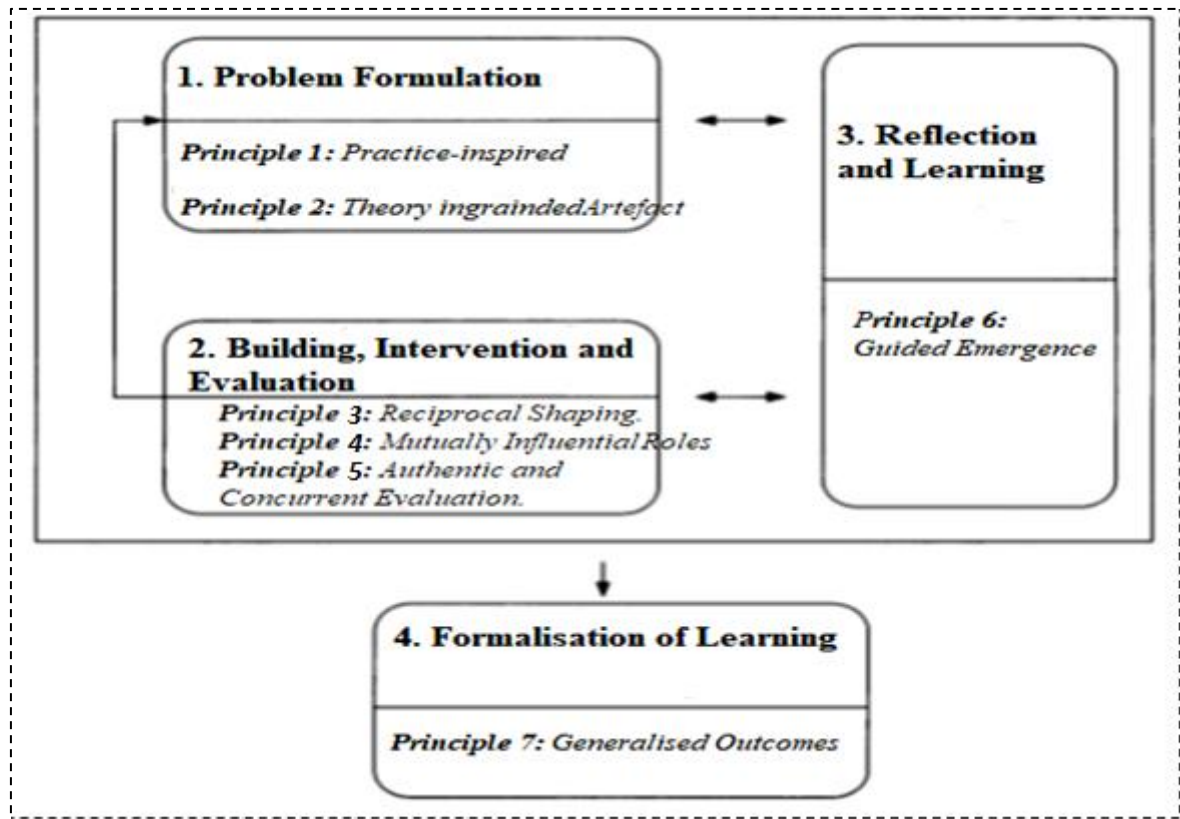 1. Problem Formulation
Principle 1: Practice-inspired
Principle 2: Theory ingraindedArtefact
2. Building, Intervention and
Evaluation
Principle 3: Reciprocal Shaping.
Principle 4: Mutually Influential Roles
Principle 5: Authentic and
Concurrent Evaluation.
3. Reflection
and Learning
Principle 6:
Guided Emergence
4. Formalisation of Learning
Principle 7: Generalised Outcomes